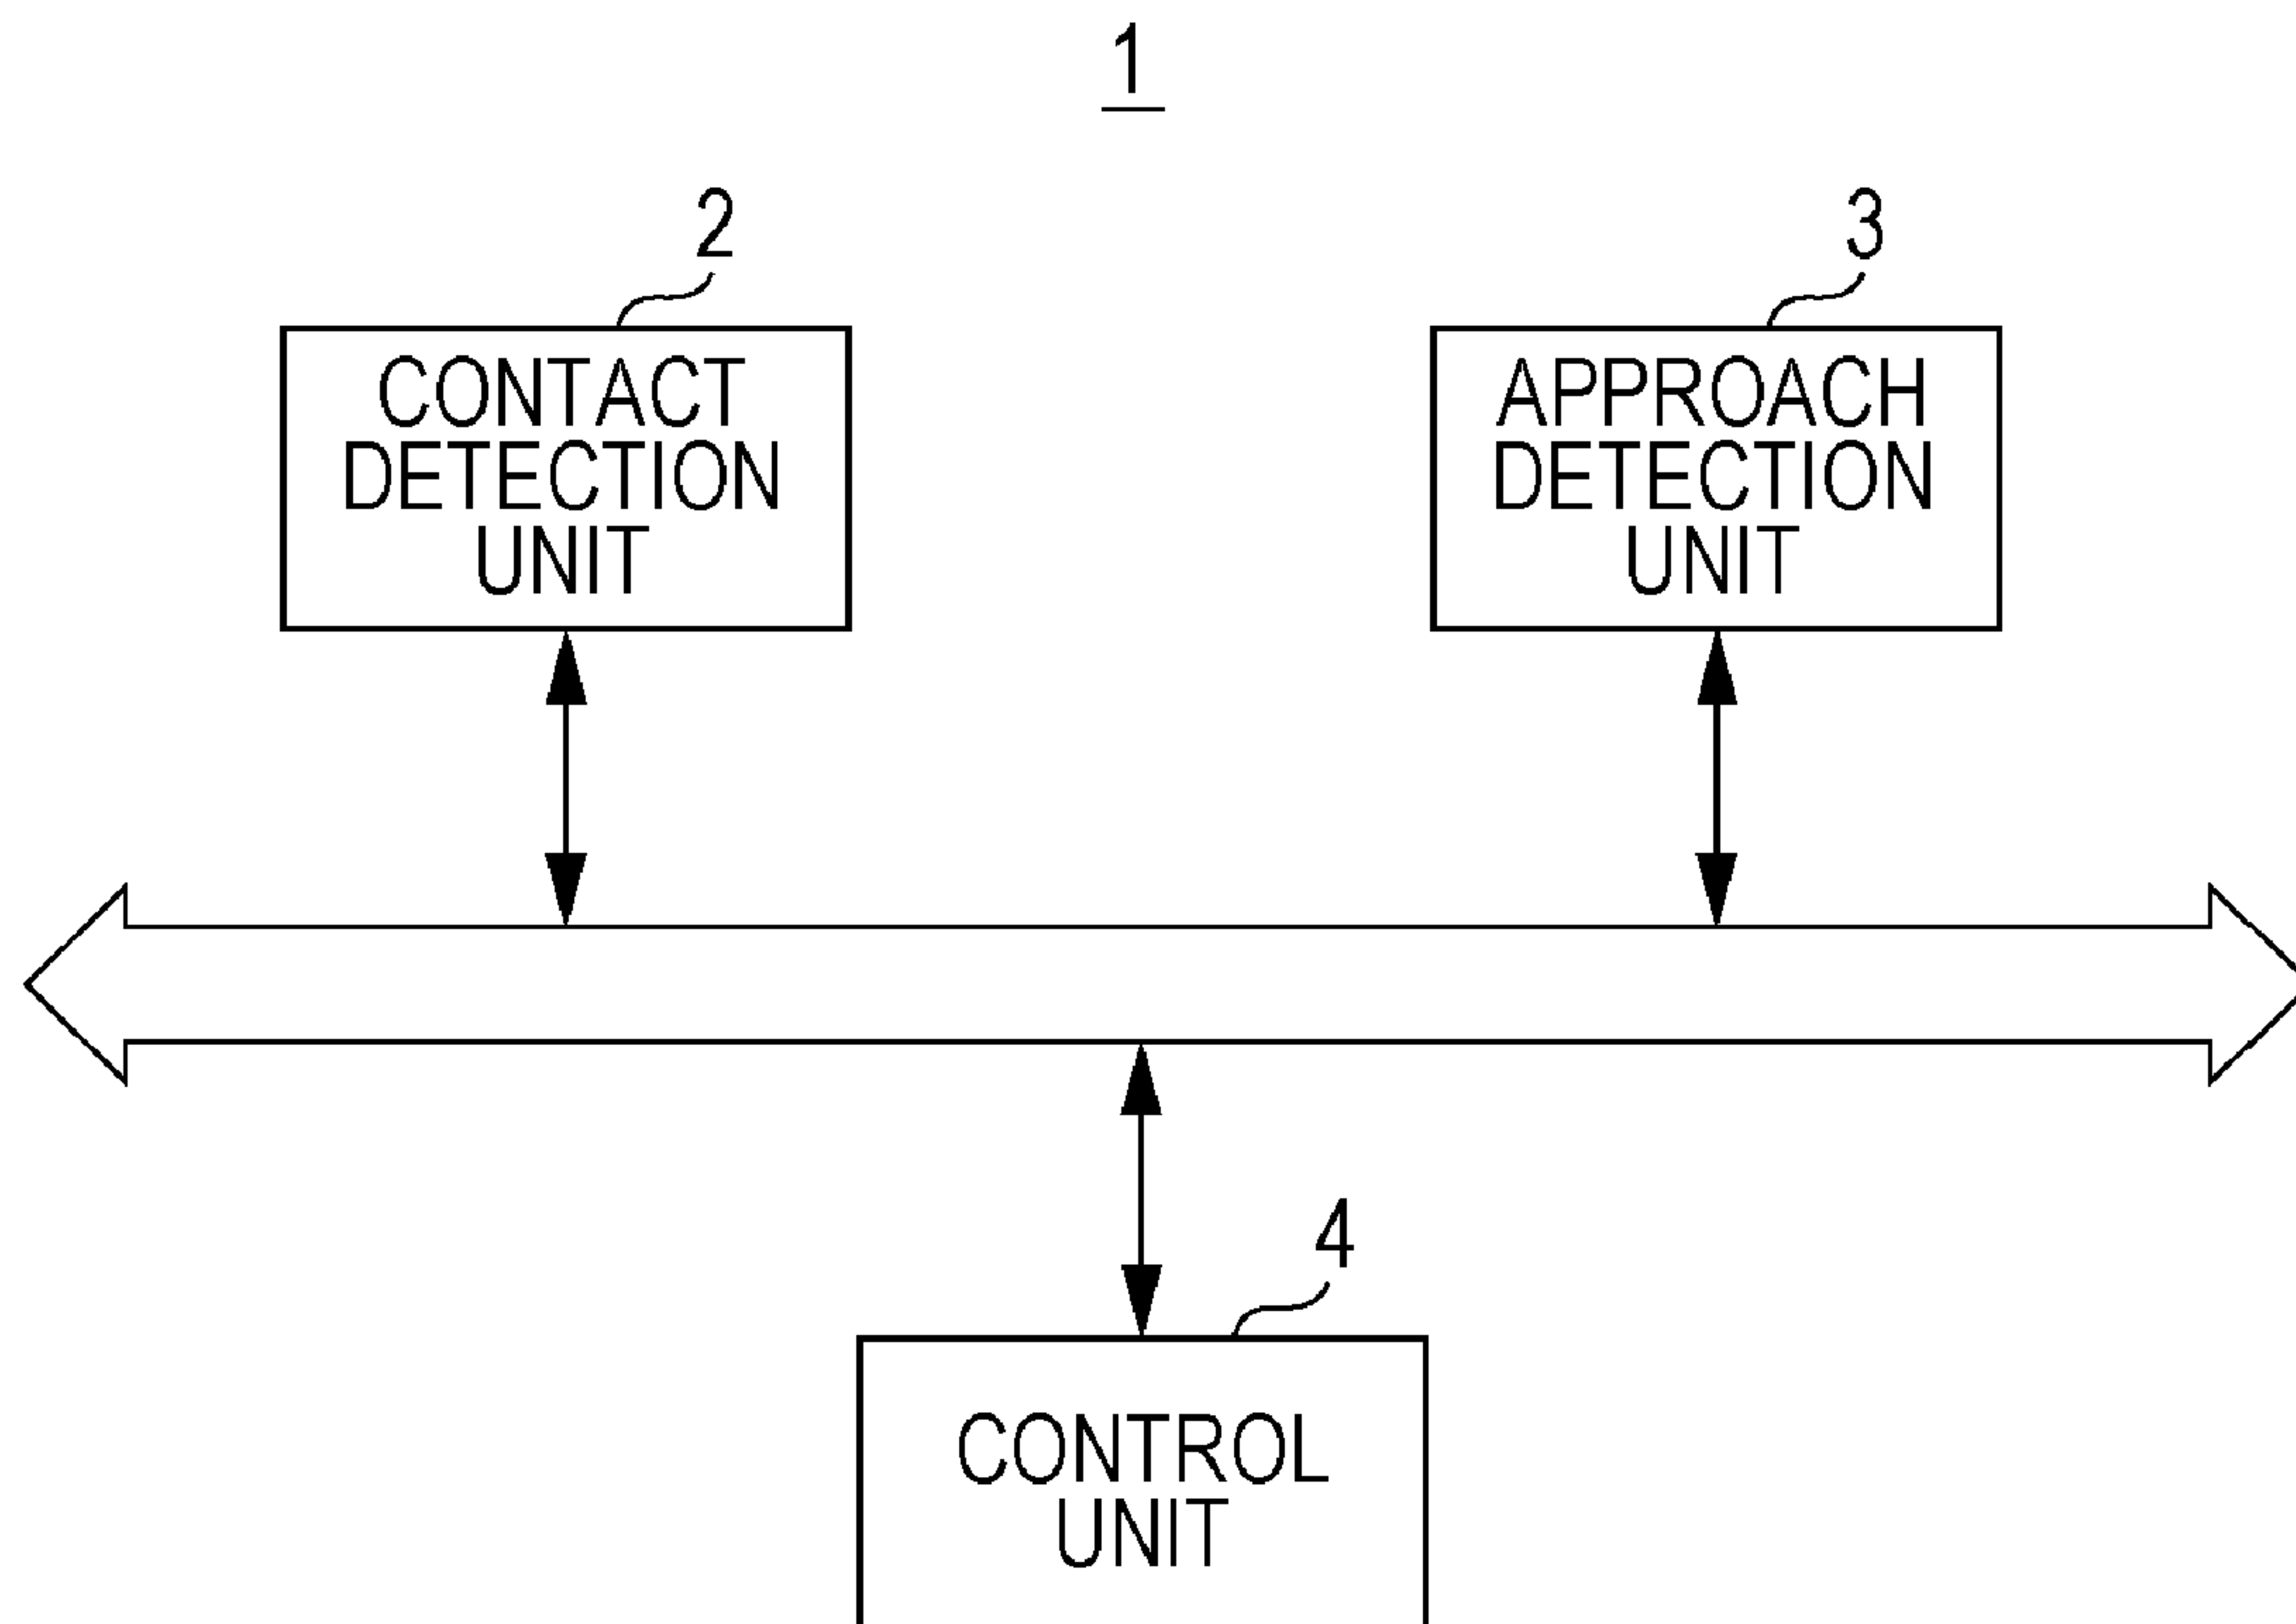 1
2
3
CONTACT
DETECTION
UNIT
APPROACH
DETECTION
UNIT
4
CONTROL
UNIT